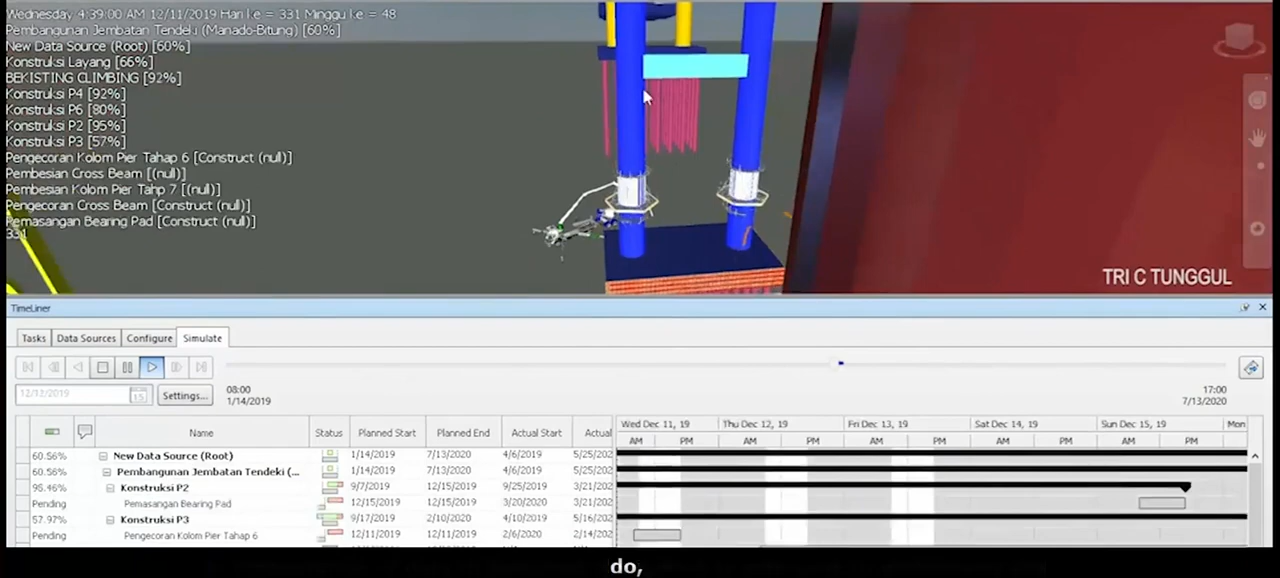 Wednesday 4:39:00 AM 12/11/2019 Hari ke = 331 Minggu ke = 48
Pembangunan Jembatan Tendeki (Manado-Bitung) [60%]
New Data Source (Root) [60%]
Konstruksi Layang [66%]
BEKISTING CLIMBING [92%]
Konstruksi P4 [92%]
Konstruksi P6 [80%]
Konstruksi P2 [95%]
Konstruksi P3 [57%]
Pengecoran Kolom Pier Tahap 6 [Construct (null)]
Pembesian Cross Beam [(null)]
Pembesian Kolom Pier Tahp 7 [(null)]
Pengecoran Cross Beam [Construct (null)]
Pemasangan Bearing Pad [Construct (null)]
331
TRI C TUNGGUL
TimeLiner
Tasks Data Sources Configure Simulate
12/12/2019 15 Settings... 08:00 17:00
1/14/2019 7/13/2020
Name Status Planned Start Planned End Actual Start Actual Wed Dec 11, 19 Thu Dec 12, 19 Fri Dec 13, 19 Sat Dec 14, 19 Sun Dec 15, 19 Mon
AM PM AM PM AM PM AM PM AM PM
60.56% New Data Source (Root) 1/14/2019 7/13/2020 4/6/2019 5/25/202
60.56% Pembangunan Jembatan Tendeki (... 1/14/2019 7/13/2020 4/6/2019 5/25/202
95.46% Konstruksi P2 9/7/2019 12/15/2019 9/25/2019 3/21/202
Pending Pemasangan Bearing Pad 12/15/2019 12/15/2019 3/20/2020 3/21/202
57.97% Konstruksi P3 9/17/2019 2/10/2020 4/10/2019 5/16/202
Pending Pengecoran Kolom Pier Tahap 6 12/11/2019 12/11/2019 2/6/2020 2/14/202
do,